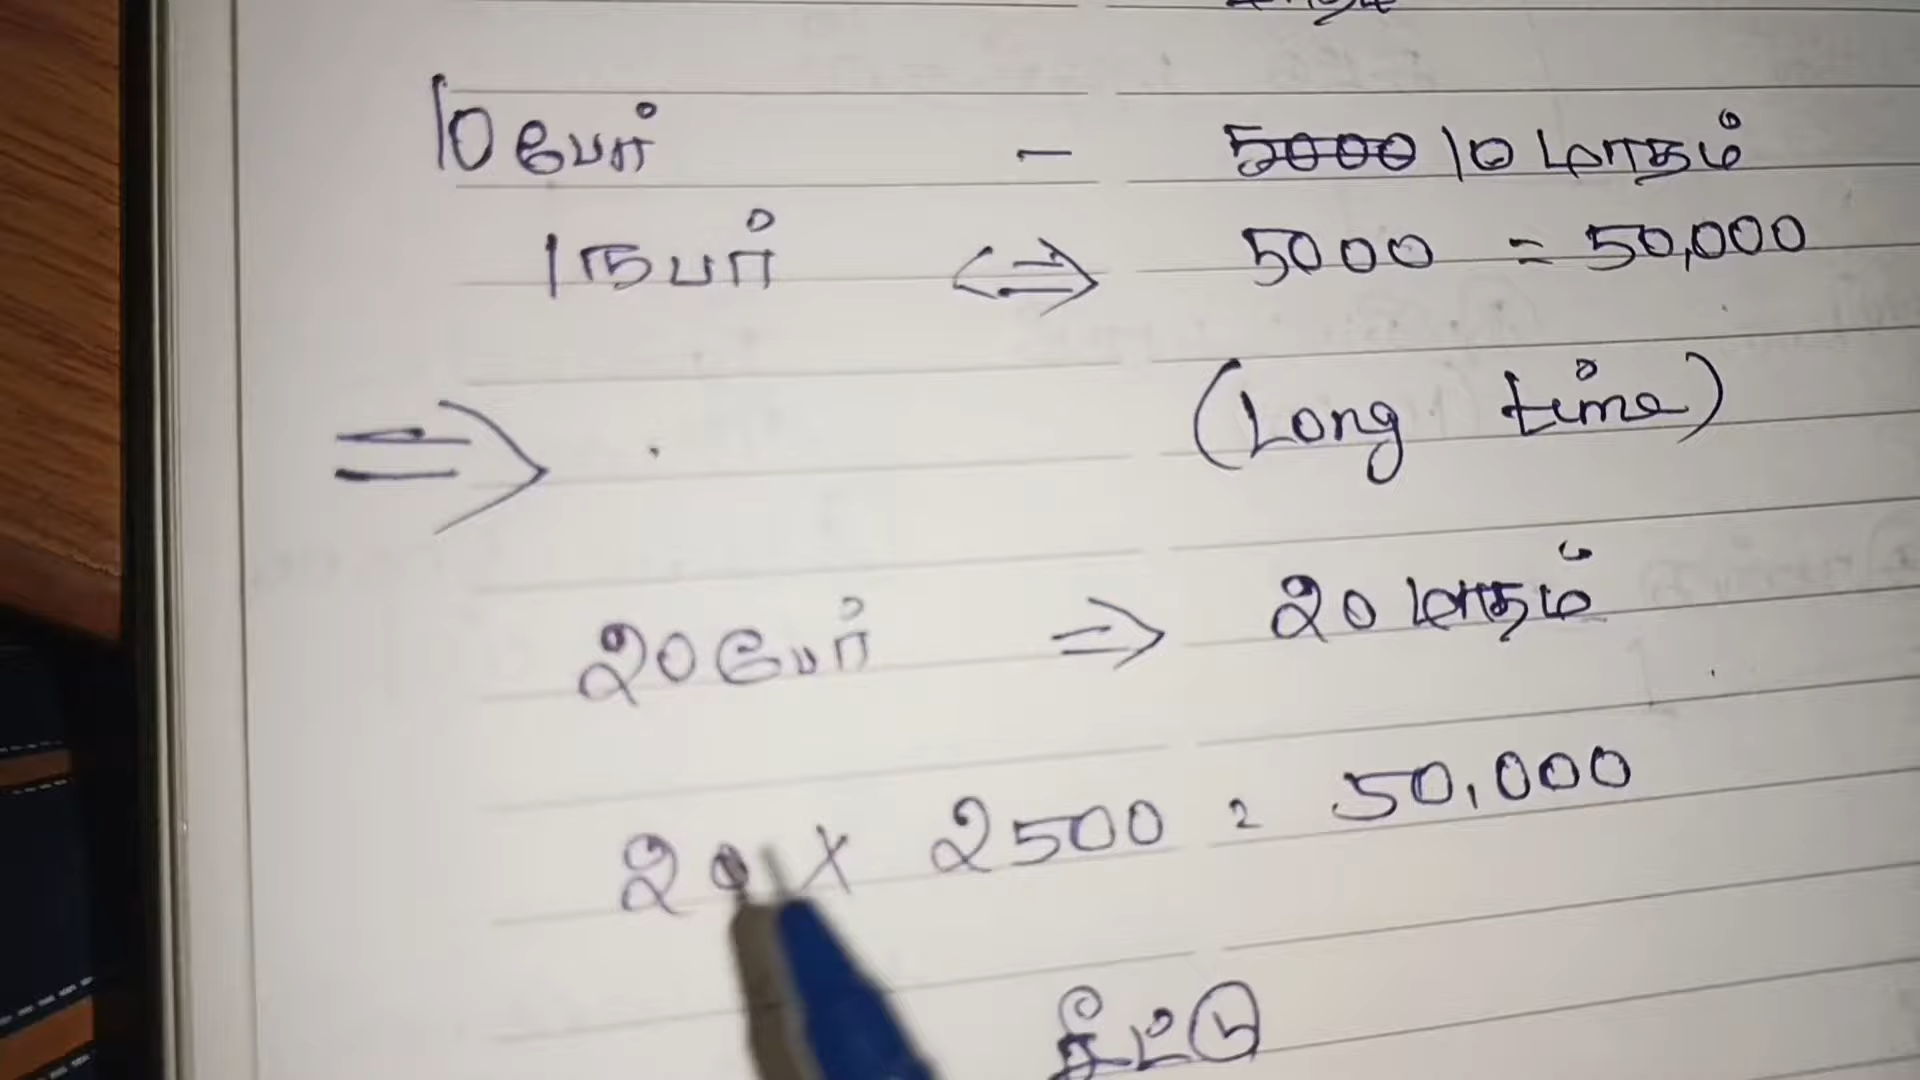 10 பேர் - 5000 10 மாதம்
1 நபர் <=> 5000 = 50,000
=> (Long time)
20 பேர் => 20 மாதம்
20 x 2500 = 50,000
சீட்டு